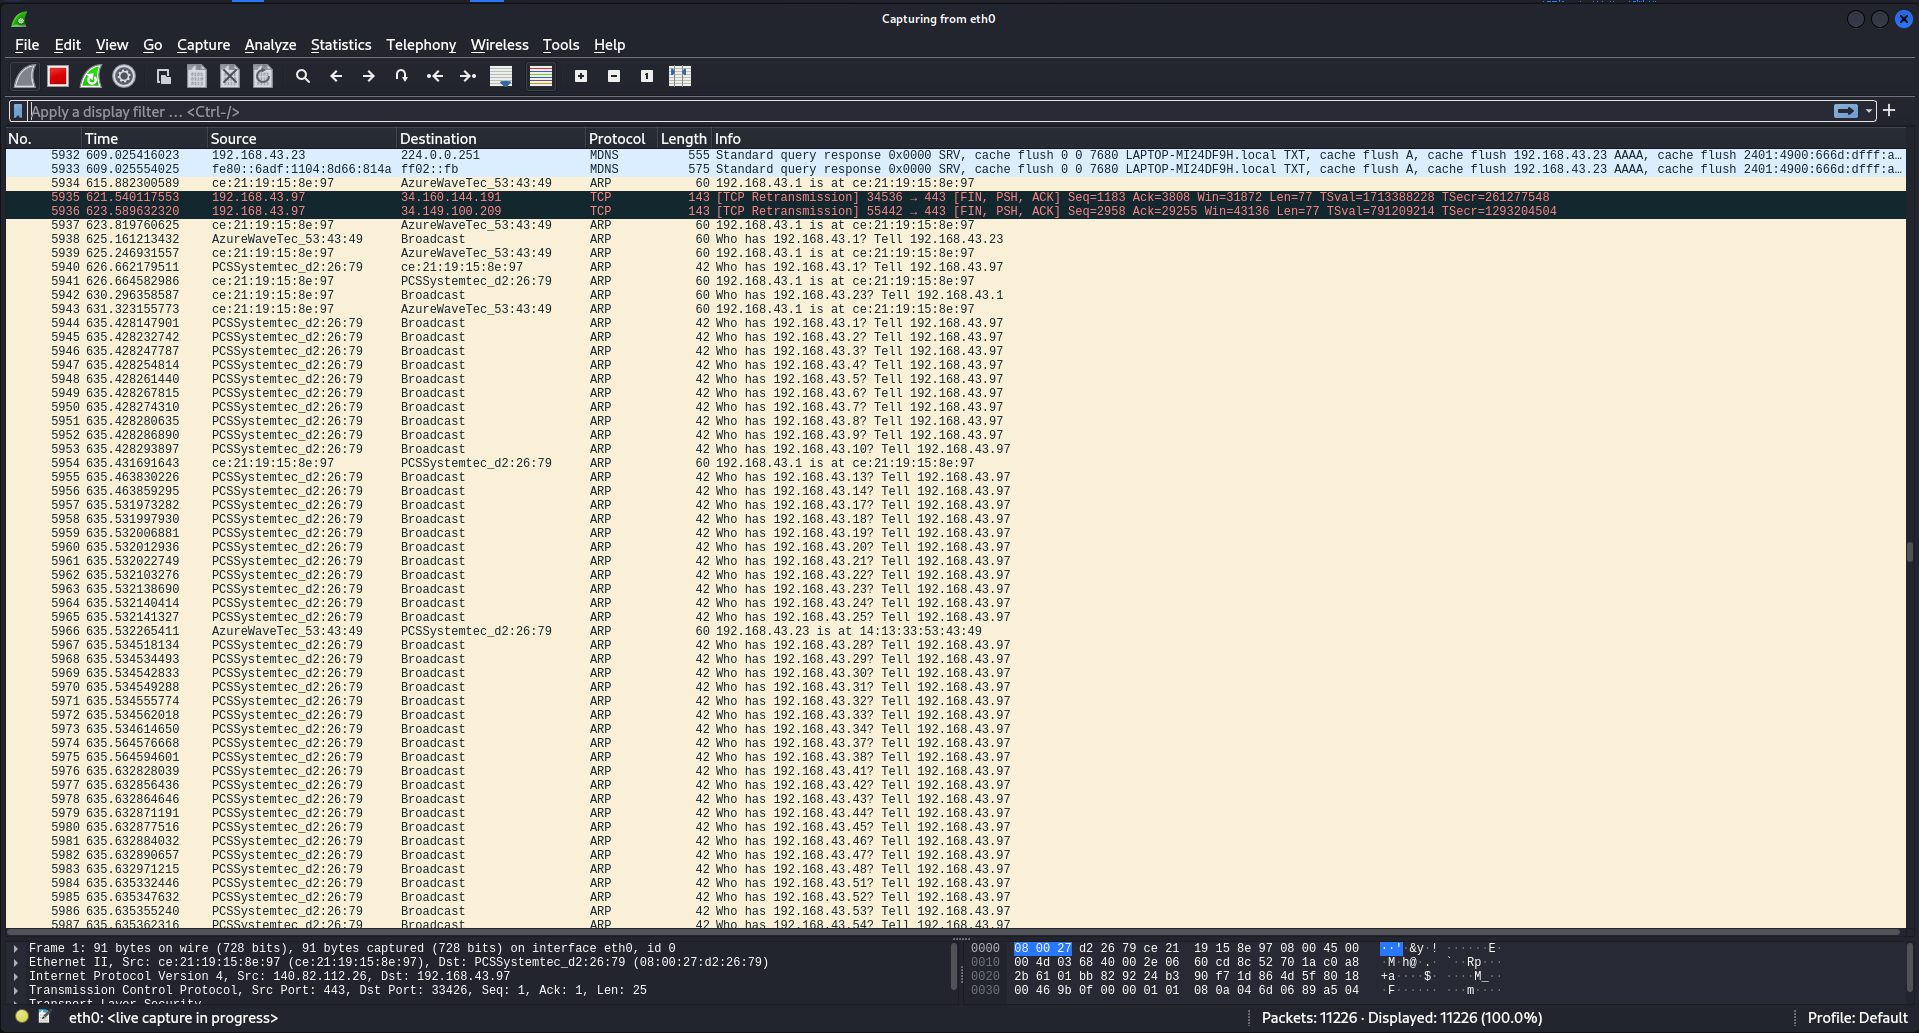 Capturing from eth0
File Edit View Go Capture Analyze Statistics Telephony Wireless Tools Help
Apply a display filter … <Ctrl-/>
No. Time Source Destination Protocol Length Info
5932 609.025416023 192.168.43.23 224.0.0.251 MDNS 555 Standard query response 0x0000 SRV, cache flush 0 0 7680 LAPTOP-MI24DF9H.local TXT, cache flush A, cache flush 192.168.43.23 AAAA, cache flush 2401:4900:666d:dfff:a…
5933 609.025554025 fe80::6adf:1104:8d66:814a ff02::fb MDNS 575 Standard query response 0x0000 SRV, cache flush 0 0 7680 LAPTOP-MI24DF9H.local TXT, cache flush A, cache flush 192.168.43.23 AAAA, cache flush 2401:4900:666d:dfff:a…
5934 615.882300589 ce:21:19:15:8e:97 AzureWaveTec_53:43:49 ARP 60 192.168.43.1 is at ce:21:19:15:8e:97
5935 621.540117553 192.168.43.97 34.160.144.191 TCP 143 [TCP Retransmission] 34536 → 443 [FIN, PSH, ACK] Seq=1183 Ack=3808 Win=31872 Len=77 TSval=1713388228 TSecr=261277548
5936 623.589632320 192.168.43.97 34.149.100.209 TCP 143 [TCP Retransmission] 55442 → 443 [FIN, PSH, ACK] Seq=2958 Ack=29255 Win=43136 Len=77 TSval=791209214 TSecr=1293204504
5937 623.819760625 ce:21:19:15:8e:97 AzureWaveTec_53:43:49 ARP 60 192.168.43.1 is at ce:21:19:15:8e:97
5938 625.161213432 AzureWaveTec_53:43:49 Broadcast ARP 60 Who has 192.168.43.1? Tell 192.168.43.23
5939 625.246931557 ce:21:19:15:8e:97 AzureWaveTec_53:43:49 ARP 60 192.168.43.1 is at ce:21:19:15:8e:97
5940 626.662179511 PCSSystemtec_d2:26:79 ce:21:19:15:8e:97 ARP 42 Who has 192.168.43.1? Tell 192.168.43.97
5941 626.664582986 ce:21:19:15:8e:97 PCSSystemtec_d2:26:79 ARP 60 192.168.43.1 is at ce:21:19:15:8e:97
5942 630.296358587 ce:21:19:15:8e:97 Broadcast ARP 60 Who has 192.168.43.23? Tell 192.168.43.1
5943 631.323155773 ce:21:19:15:8e:97 AzureWaveTec_53:43:49 ARP 60 192.168.43.1 is at ce:21:19:15:8e:97
5944 635.428147901 PCSSystemtec_d2:26:79 Broadcast ARP 42 Who has 192.168.43.1? Tell 192.168.43.97
5945 635.428232742 PCSSystemtec_d2:26:79 Broadcast ARP 42 Who has 192.168.43.2? Tell 192.168.43.97
5946 635.428247787 PCSSystemtec_d2:26:79 Broadcast ARP 42 Who has 192.168.43.3? Tell 192.168.43.97
5947 635.428254814 PCSSystemtec_d2:26:79 Broadcast ARP 42 Who has 192.168.43.4? Tell 192.168.43.97
5948 635.428261440 PCSSystemtec_d2:26:79 Broadcast ARP 42 Who has 192.168.43.5? Tell 192.168.43.97
5949 635.428267815 PCSSystemtec_d2:26:79 Broadcast ARP 42 Who has 192.168.43.6? Tell 192.168.43.97
5950 635.428274310 PCSSystemtec_d2:26:79 Broadcast ARP 42 Who has 192.168.43.7? Tell 192.168.43.97
5951 635.428280635 PCSSystemtec_d2:26:79 Broadcast ARP 42 Who has 192.168.43.8? Tell 192.168.43.97
5952 635.428286890 PCSSystemtec_d2:26:79 Broadcast ARP 42 Who has 192.168.43.9? Tell 192.168.43.97
5953 635.428293897 PCSSystemtec_d2:26:79 Broadcast ARP 42 Who has 192.168.43.10? Tell 192.168.43.97
5954 635.431691643 ce:21:19:15:8e:97 PCSSystemtec_d2:26:79 ARP 60 192.168.43.1 is at ce:21:19:15:8e:97
5955 635.463830226 PCSSystemtec_d2:26:79 Broadcast ARP 42 Who has 192.168.43.13? Tell 192.168.43.97
5956 635.463859295 PCSSystemtec_d2:26:79 Broadcast ARP 42 Who has 192.168.43.14? Tell 192.168.43.97
5957 635.531973282 PCSSystemtec_d2:26:79 Broadcast ARP 42 Who has 192.168.43.17? Tell 192.168.43.97
5958 635.531997930 PCSSystemtec_d2:26:79 Broadcast ARP 42 Who has 192.168.43.18? Tell 192.168.43.97
5959 635.532006881 PCSSystemtec_d2:26:79 Broadcast ARP 42 Who has 192.168.43.19? Tell 192.168.43.97
5960 635.532012936 PCSSystemtec_d2:26:79 Broadcast ARP 42 Who has 192.168.43.20? Tell 192.168.43.97
5961 635.532022749 PCSSystemtec_d2:26:79 Broadcast ARP 42 Who has 192.168.43.21? Tell 192.168.43.97
5962 635.532103276 PCSSystemtec_d2:26:79 Broadcast ARP 42 Who has 192.168.43.22? Tell 192.168.43.97
5963 635.532138690 PCSSystemtec_d2:26:79 Broadcast ARP 42 Who has 192.168.43.23? Tell 192.168.43.97
5964 635.532140414 PCSSystemtec_d2:26:79 Broadcast ARP 42 Who has 192.168.43.24? Tell 192.168.43.97
5965 635.532141327 PCSSystemtec_d2:26:79 Broadcast ARP 42 Who has 192.168.43.25? Tell 192.168.43.97
5966 635.532265411 AzureWaveTec_53:43:49 PCSSystemtec_d2:26:79 ARP 60 192.168.43.23 is at 14:13:33:53:43:49
5967 635.534518134 PCSSystemtec_d2:26:79 Broadcast ARP 42 Who has 192.168.43.28? Tell 192.168.43.97
5968 635.534534493 PCSSystemtec_d2:26:79 Broadcast ARP 42 Who has 192.168.43.29? Tell 192.168.43.97
5969 635.534542833 PCSSystemtec_d2:26:79 Broadcast ARP 42 Who has 192.168.43.30? Tell 192.168.43.97
5970 635.534549288 PCSSystemtec_d2:26:79 Broadcast ARP 42 Who has 192.168.43.31? Tell 192.168.43.97
5971 635.534555774 PCSSystemtec_d2:26:79 Broadcast ARP 42 Who has 192.168.43.32? Tell 192.168.43.97
5972 635.534562018 PCSSystemtec_d2:26:79 Broadcast ARP 42 Who has 192.168.43.33? Tell 192.168.43.97
5973 635.534614650 PCSSystemtec_d2:26:79 Broadcast ARP 42 Who has 192.168.43.34? Tell 192.168.43.97
5974 635.564576668 PCSSystemtec_d2:26:79 Broadcast ARP 42 Who has 192.168.43.37? Tell 192.168.43.97
5975 635.564594601 PCSSystemtec_d2:26:79 Broadcast ARP 42 Who has 192.168.43.38? Tell 192.168.43.97
5976 635.632828039 PCSSystemtec_d2:26:79 Broadcast ARP 42 Who has 192.168.43.41? Tell 192.168.43.97
5977 635.632856436 PCSSystemtec_d2:26:79 Broadcast ARP 42 Who has 192.168.43.42? Tell 192.168.43.97
5978 635.632864646 PCSSystemtec_d2:26:79 Broadcast ARP 42 Who has 192.168.43.43? Tell 192.168.43.97
5979 635.632871191 PCSSystemtec_d2:26:79 Broadcast ARP 42 Who has 192.168.43.44? Tell 192.168.43.97
5980 635.632877516 PCSSystemtec_d2:26:79 Broadcast ARP 42 Who has 192.168.43.45? Tell 192.168.43.97
5981 635.632884032 PCSSystemtec_d2:26:79 Broadcast ARP 42 Who has 192.168.43.46? Tell 192.168.43.97
5982 635.632890657 PCSSystemtec_d2:26:79 Broadcast ARP 42 Who has 192.168.43.47? Tell 192.168.43.97
5983 635.632971215 PCSSystemtec_d2:26:79 Broadcast ARP 42 Who has 192.168.43.48? Tell 192.168.43.97
5984 635.635332446 PCSSystemtec_d2:26:79 Broadcast ARP 42 Who has 192.168.43.51? Tell 192.168.43.97
5985 635.635347632 PCSSystemtec_d2:26:79 Broadcast ARP 42 Who has 192.168.43.52? Tell 192.168.43.97
5986 635.635355240 PCSSystemtec_d2:26:79 Broadcast ARP 42 Who has 192.168.43.53? Tell 192.168.43.97
5987 635.635362316 PCSSystemtec_d2:26:79 Broadcast ARP 42 Who has 192.168.43.54? Tell 192.168.43.97
Frame 1: 91 bytes on wire (728 bits), 91 bytes captured (728 bits) on interface eth0, id 0
Ethernet II, Src: ce:21:19:15:8e:97 (ce:21:19:15:8e:97), Dst: PCSSystemtec_d2:26:79 (08:00:27:d2:26:79)
Internet Protocol Version 4, Src: 140.82.112.26, Dst: 192.168.43.97
Transmission Control Protocol, Src Port: 443, Dst Port: 33426, Seq: 1, Ack: 1, Len: 25
Transport Layer Security
0000 08 00 27 d2 26 79 ce 21 19 15 8e 97 08 00 45 00 ··'·&y·! ······E·
0010 00 4d 03 68 40 00 2e 06 60 cd 8c 52 70 1a c0 a8 ·M·h@·.· `··Rp···
0020 2b 61 01 bb 82 92 24 b3 90 f7 1d 86 4d 5f 80 18 +a····$· ····M_··
0030 00 46 9b 0f 00 00 01 01 08 0a 04 6d 06 89 a5 04 ·F······ ···m····
eth0: <live capture in progress>
Packets: 11226 · Displayed: 11226 (100.0%)
Profile: Default